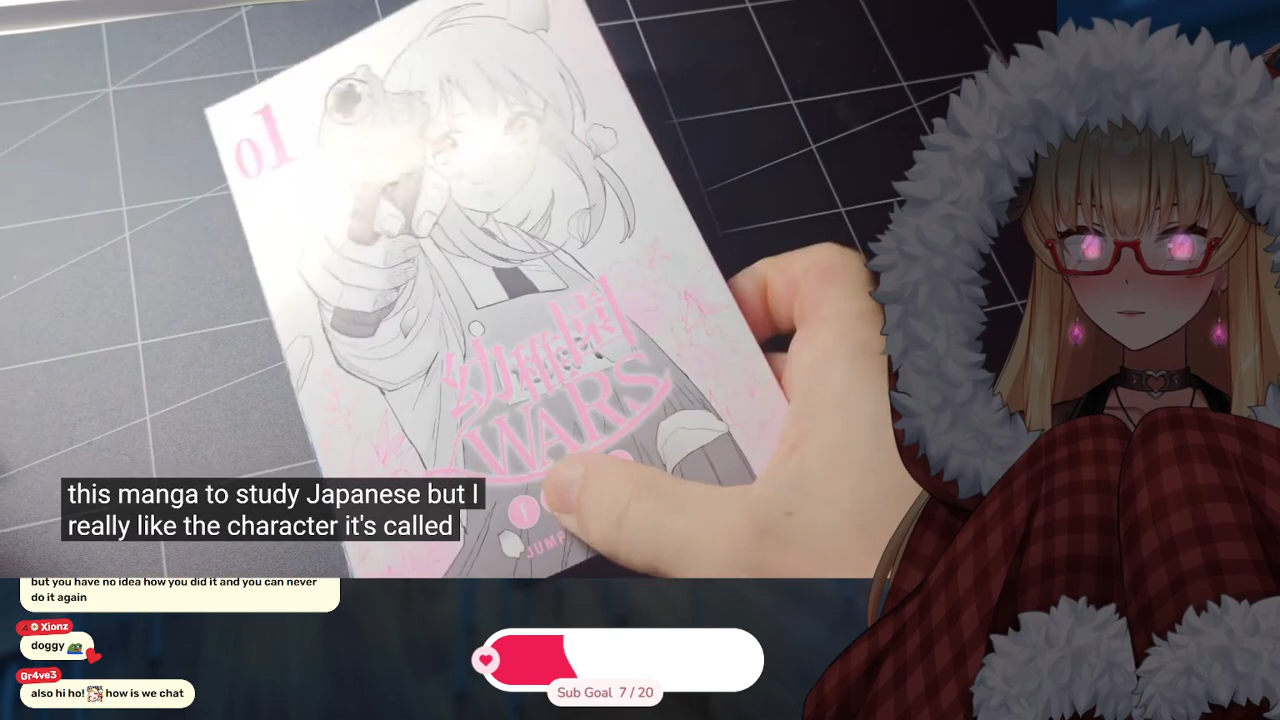 01
幼稚園
WARS
1
JUMP
this manga to study Japanese but I
really like the character it's called
but you have no idea how you did it and you can never
do it again
Xionz
doggy
Gr4ve3
also hi ho! how is we chat
Sub Goal 7 / 20